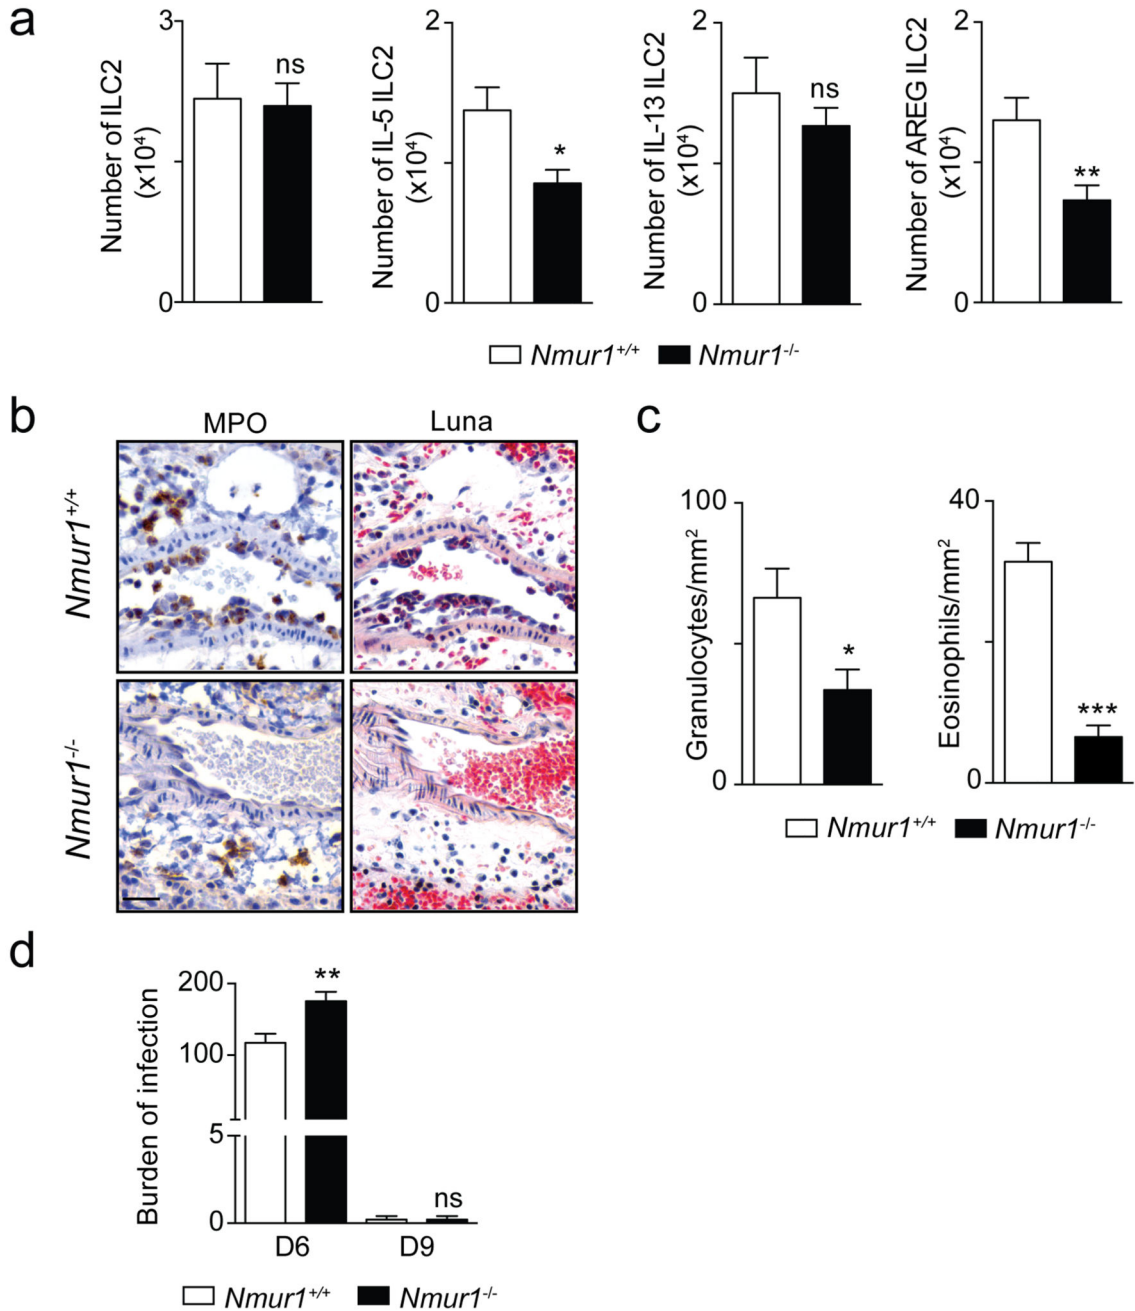 a
Number of ILC2
(x10⁴)
3
0
ns
Number of IL-5 ILC2
(x10⁴)
2
0
*
Number of IL-13 ILC2
(x10⁴)
2
0
ns
Number of AREG ILC2
(x10⁴)
2
0
**
Nmur1+/+ Nmur1-/-
b
MPO Luna
Nmur1+/+
Nmur1-/-
c
Granulocytes/mm²
100
0
*
Eosinophils/mm²
40
0
***
Nmur1+/+ Nmur1-/-
d
Burden of infection
200
100
5
0
**
ns
D6 D9
Nmur1+/+ Nmur1-/-